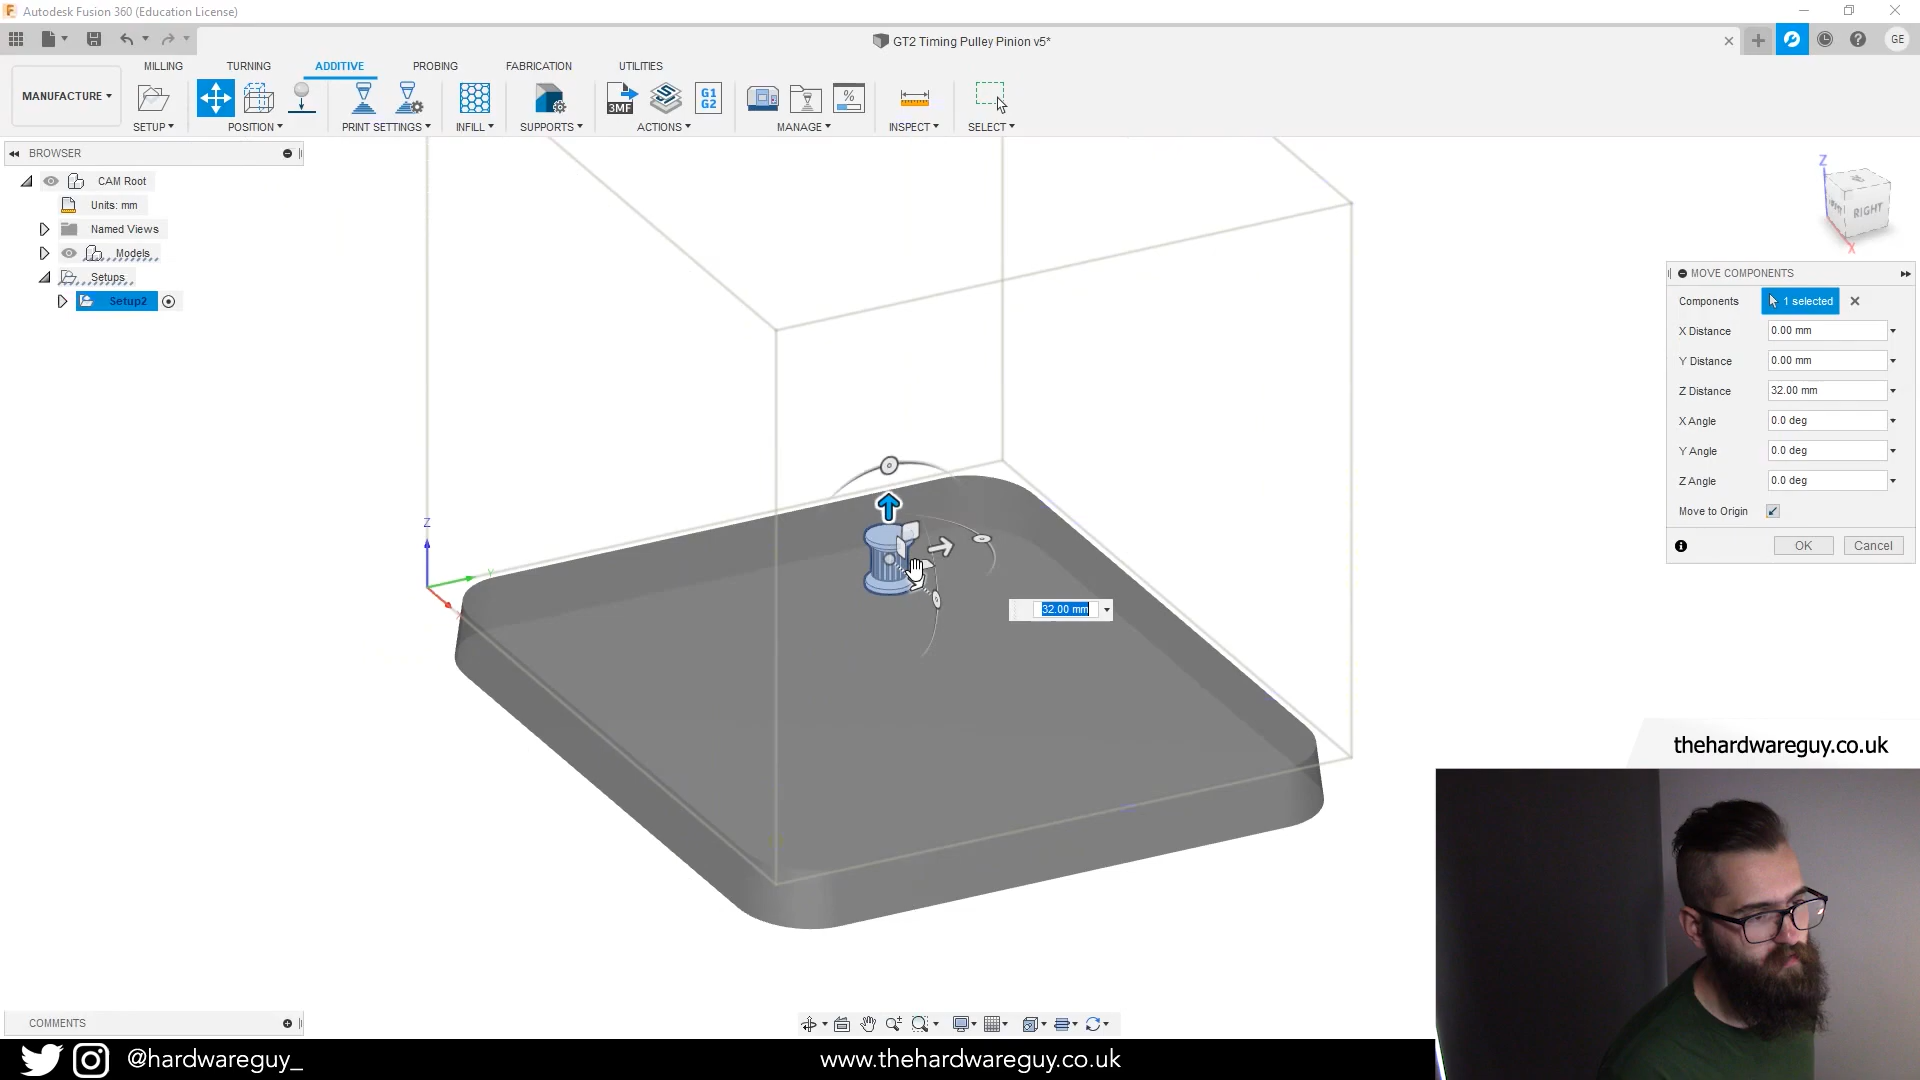 Autodesk Fusion 360 (Education License)
GT2 Timing Pulley Pinion v5*
GE
MILLING
TURNING
ADDITIVE
PROBING
FABRICATION
UTILITIES
MANUFACTURE
3MF
G1
G2
%
SETUP
POSITION
PRINT SETTINGS
INFILL
SUPPORTS
ACTIONS
MANAGE
INSPECT
SELECT
BROWSER
CAM Root
Units: mm
Named Views
Models
Setups
Setup2
Z
RIGHT
X
MOVE COMPONENTS
Components
1 selected
X Distance
0.00 mm
Y Distance
0.00 mm
Z Distance
32.00 mm
X Angle
0.0 deg
Y Angle
0.0 deg
Z Angle
0.0 deg
Move to Origin
OK
Cancel
Z
Y
X
32.00 mm
thehardwareguy.co.uk
COMMENTS
@hardwareguy_
www.thehardwareguy.co.uk